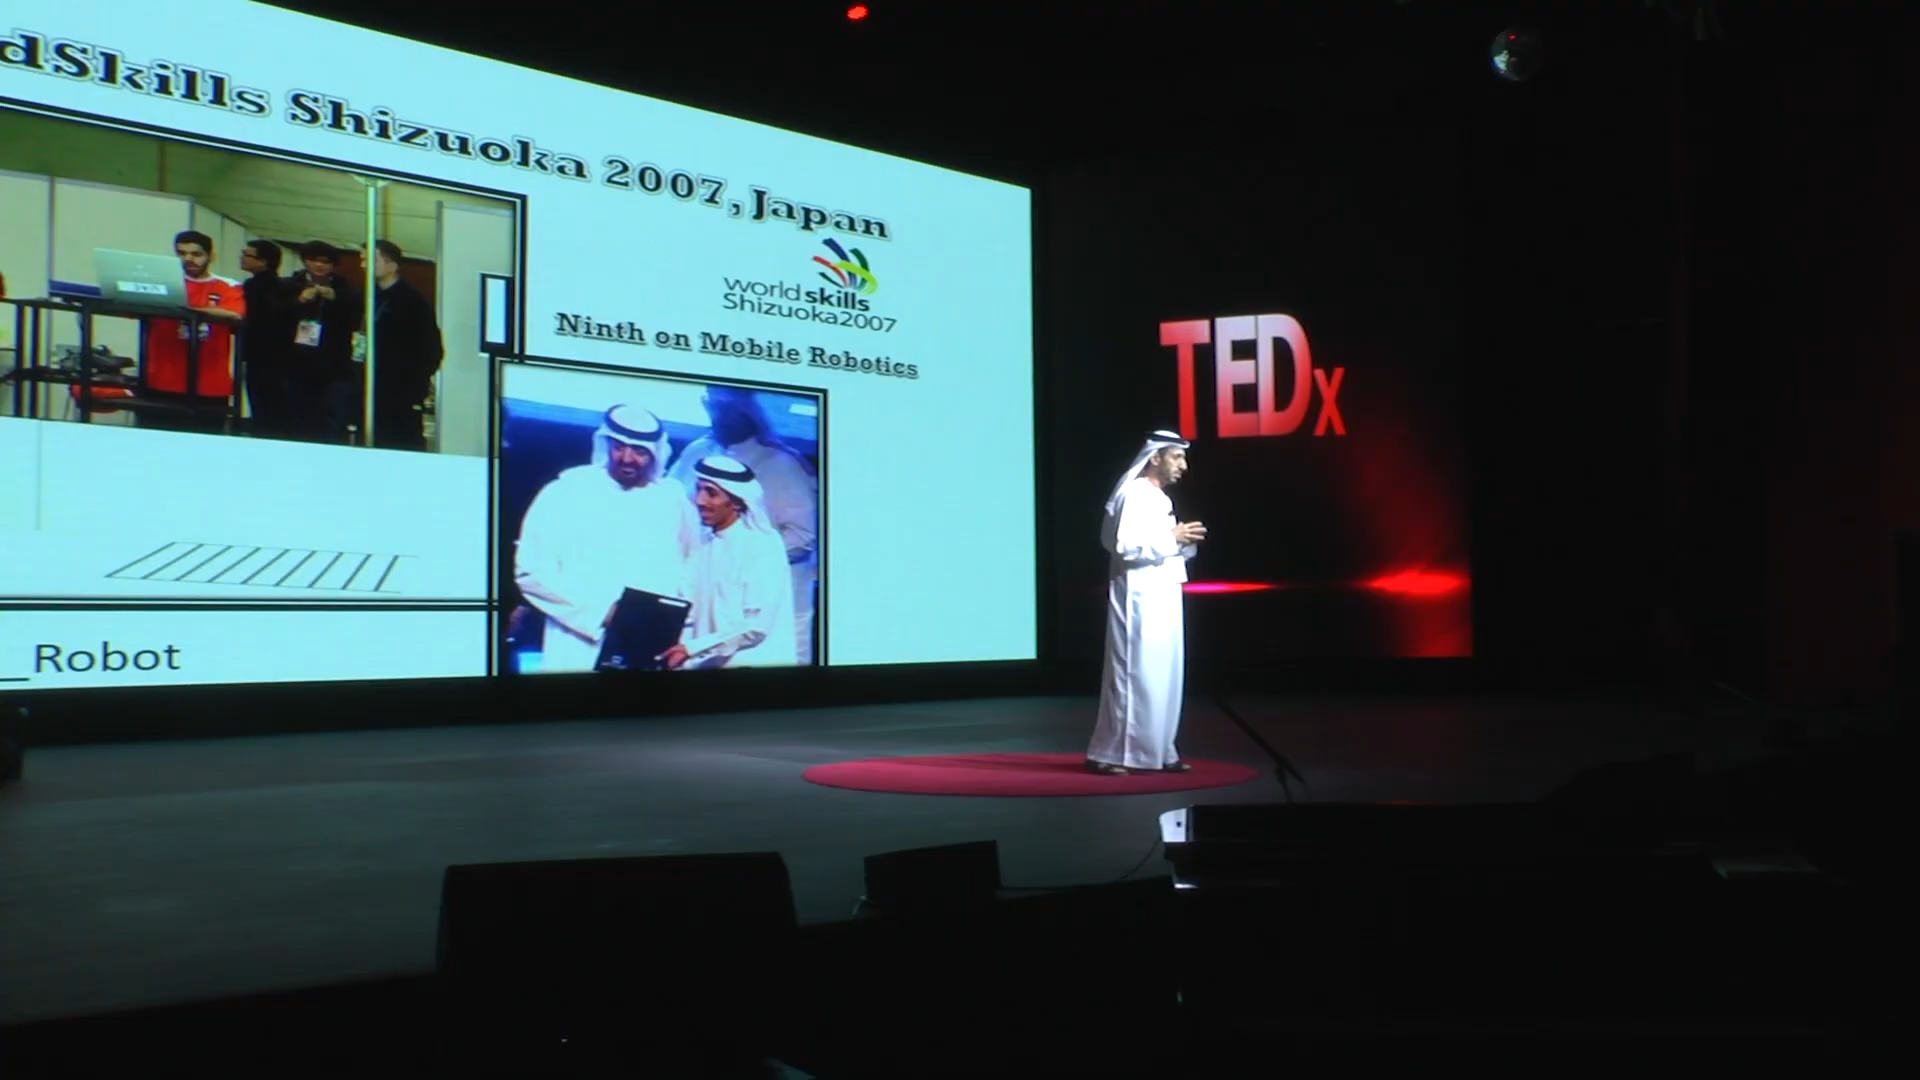 dSkills Shizuoka 2007, Japan
world skills
Shizuoka2007
Ninth on Mobile Robotics
_Robot
TEDx